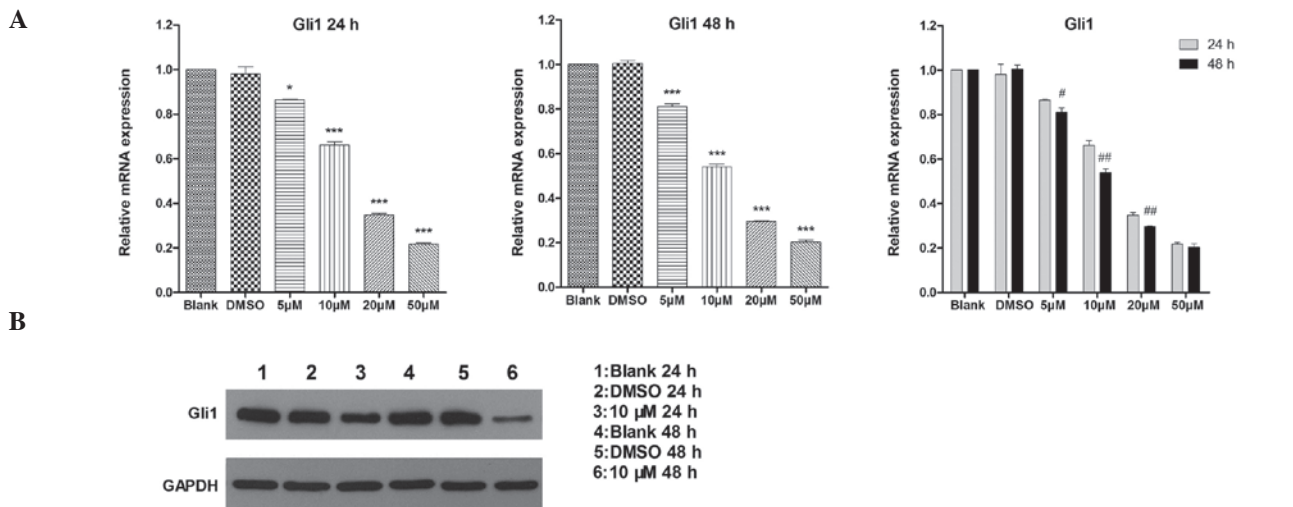 A
Gli1 24 h
Relative mRNA expression
1.2
1.0
0.8
0.6
0.4
0.2
0.0
*
***
***
***
Blank DMSO 5µM 10µM 20µM 50µM
Gli1 48 h
Relative mRNA expression
1.2
1.0
0.8
0.6
0.4
0.2
0.0
***
***
***
***
Blank DMSO 5µM 10µM 20µM 50µM
Gli1
Relative mRNA expression
1.2
1.0
0.8
0.6
0.4
0.2
0.0
24 h
48 h
#
##
##
Blank DMSO 5µM 10µM 20µM 50µM
B
1 2 3 4 5 6
Gli1
GAPDH
1:Blank 24 h
2:DMSO 24 h
3:10 µM 24 h
4:Blank 48 h
5:DMSO 48 h
6:10 µM 48 h